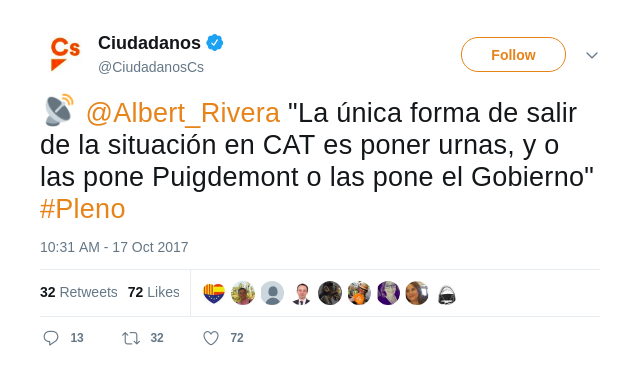 Cs
Ciudadanos
@CiudadanosCs
Follow
@Albert_Rivera "La única forma de salir
de la situación en CAT es poner urnas, y o
las pone Puigdemont o las pone el Gobierno"
#Pleno
10:31 AM - 17 Oct 2017
32 Retweets 72 Likes
13 32 72